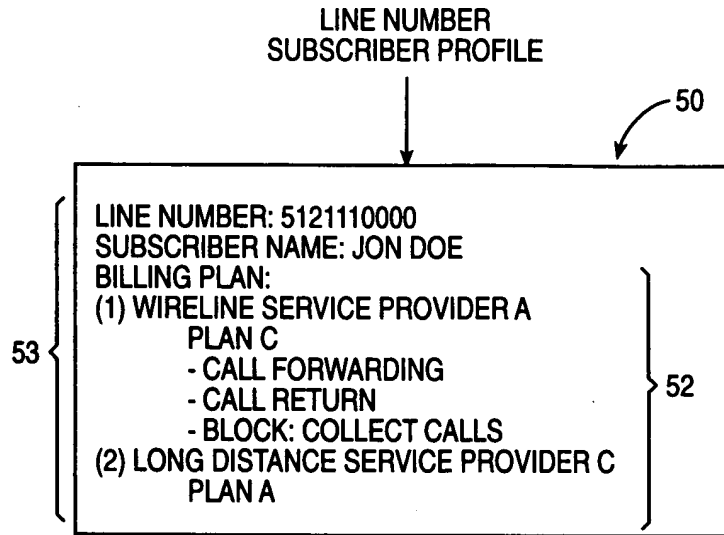 LINE NUMBER
SUBSCRIBER PROFILE
50
LINE NUMBER: 5121110000
SUBSCRIBER NAME: JON DOE
BILLING PLAN:
(1) WIRELINE SERVICE PROVIDER A
PLAN C
- CALL FORWARDING
- CALL RETURN
- BLOCK: COLLECT CALLS
(2) LONG DISTANCE SERVICE PROVIDER C
PLAN A
53
52